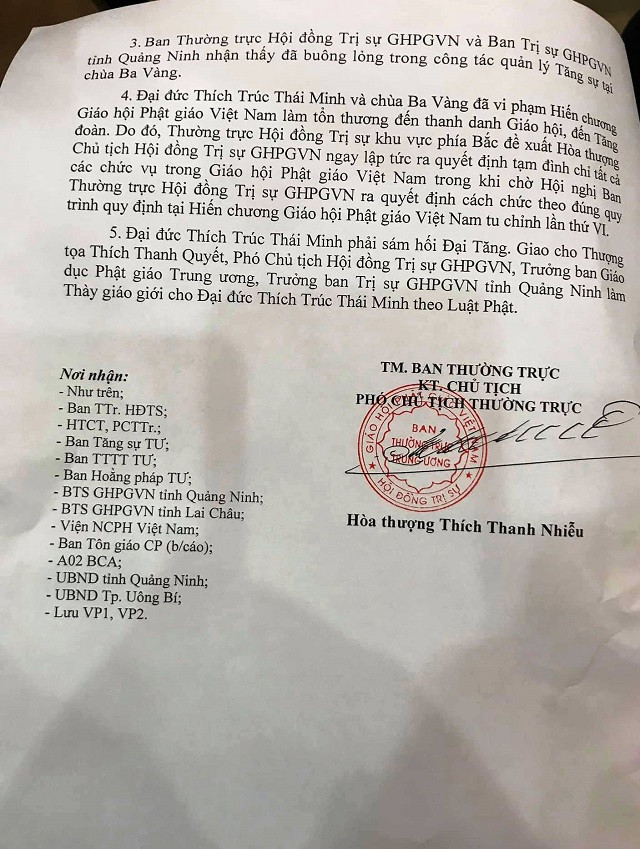 3. Ban Thường trực Hội đồng Trị sự GHPGVN và Ban Trị sự GHPGVN
tỉnh Quảng Ninh nhận thấy đã buông lỏng trong công tác quản lý Tăng sự tại
chùa Ba Vàng.
4. Đại đức Thích Trúc Thái Minh và chùa Ba Vàng đã vi phạm Hiến chương
Giáo hội Phật giáo Việt Nam làm tổn thương đến thanh danh Giáo hội, đến Tăng
đoàn. Do đó, Thường trực Hội đồng Trị sự khu vực phía Bắc đề xuất Hòa thượng
Chủ tịch Hội đồng Trị sự GHPGVN ngay lập tức ra quyết định tạm đình chỉ tất cả
các chức vụ trong Giáo hội Phật giáo Việt Nam trong khi chờ Hội nghị Ban
Thường trực Hội đồng Trị sự GHPGVN ra quyết định cách chức theo đúng quy
trình quy định tại Hiến chương Giáo hội Phật giáo Việt Nam tu chỉnh lần thứ VI.
5. Đại đức Thích Trúc Thái Minh phải sám hối Đại Tăng. Giao cho Thượng
tọa Thích Thanh Quyết, Phó Chủ tịch Hội đồng Trị sự GHPGVN, Trưởng ban Giáo
dục Phật giáo Trung ương, Trưởng ban Trị sự GHPGVN tỉnh Quảng Ninh làm
Thày giáo giới cho Đại đức Thích Trúc Thái Minh theo Luật Phật.
Nơi nhận:
- Như trên;
- Ban TTr. HĐTS;
- HTCT, PCTTr.;
- Ban Tăng sự TƯ;
- Ban TTTT TƯ;
- Ban Hoằng pháp TƯ;
- BTS GHPGVN tỉnh Quảng Ninh;
- BTS GHPGVN tỉnh Lai Châu;
- Viện NCPH Việt Nam;
- Ban Tôn giáo CP (b/cáo);
- A02 BCA;
- UBND tỉnh Quảng Ninh;
- UBND Tp. Uông Bí;
- Lưu VP1, VP2.
TM. BAN THƯỜNG TRỰC
KT. CHỦ TỊCH
PHÓ CHỦ TỊCH THƯỜNG TRỰC
GIÁO HỘI PHẬT GIÁO VIỆT NAM
BAN
THƯỜNG TRỰC
TRUNG ƯƠNG
HỘI ĐỒNG TRỊ SỰ
Hòa thượng Thích Thanh Nhiễu